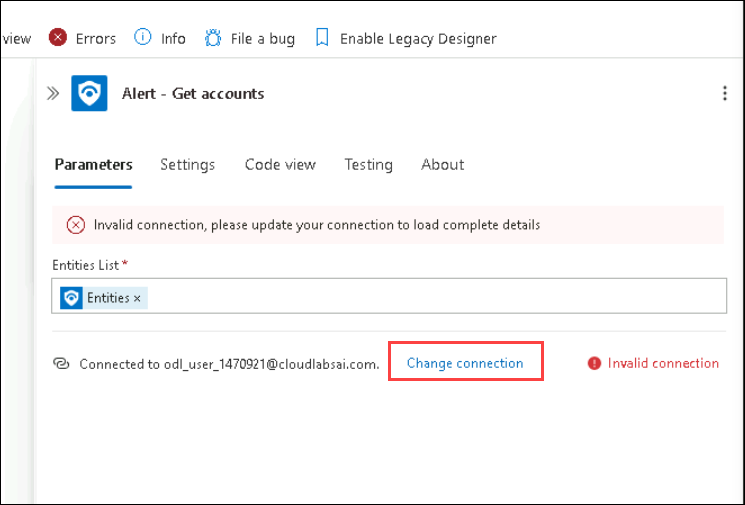 view Errors Info File a bug Enable Legacy Designer
Alert - Get accounts
Parameters Settings Code view Testing About
Invalid connection, please update your connection to load complete details
Entities List *
Entities ×
Connected to odl_user_1470921@cloudlabsai.com. Change connection Invalid connection